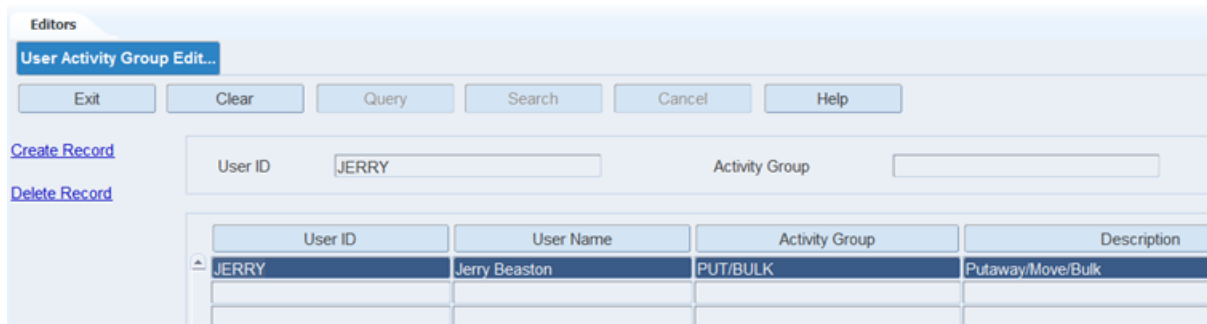 Editors
User Activity Group Edit...
Exit Clear Query Search Cancel Help
Create Record
User ID JERRY Activity Group
Delete Record
User ID User Name Activity Group Description
JERRY Jerry Beaston PUT/BULK Putaway/Move/Bulk